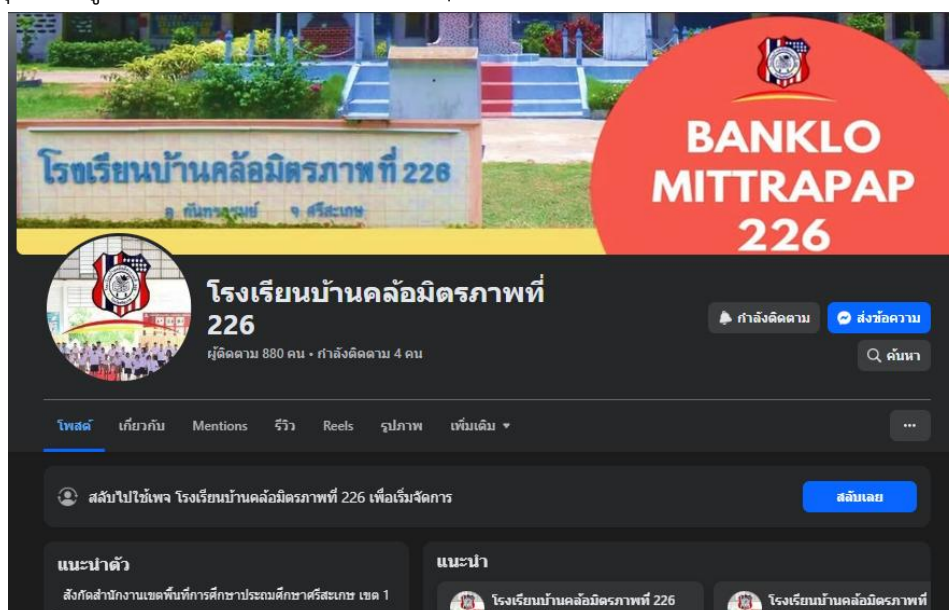 โรงเรียนบ้านคล้อมิตรภาพ ที่ 226
อ กันทรารมย์ จ ศรีสะเกษ
BANKLO
MITTRAPAP
226
โรงเรียนบ้านคล้อมิตรภาพที่
226
ผู้ติดตาม 880 คน • กำลังติดตาม 4 คน
กำลังติดตาม
ส่งข้อความ
ค้นหา
โพสต์ เกี่ยวกับ Mentions รีวิว Reels รูปภาพ เพิ่มเติม
สลับไปใช้เพจ โรงเรียนบ้านคล้อมิตรภาพที่ 226 เพื่อเริ่มจัดการ
สลับเลย
แนะนำตัว
สังกัดสำนักงานเขตพื้นที่การศึกษาประถมศึกษาศรีสะเกษ เขต 1
แนะนำ
โรงเรียนบ้านคล้อมิตรภาพที่ 226
โรงเรียนบ้านคล้อมิตรภาพที่